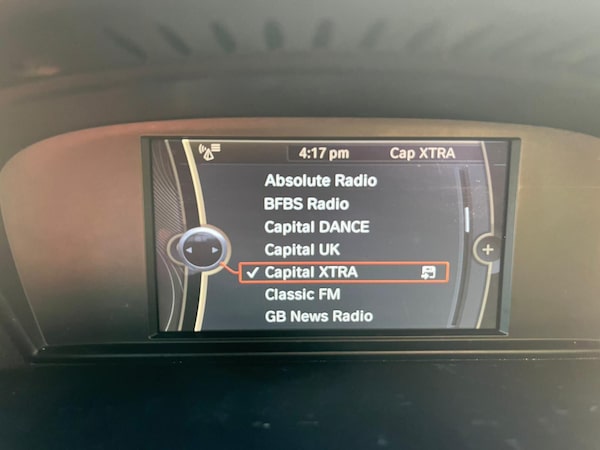 4:17 pm Cap XTRA
Absolute Radio
BFBS Radio
Capital DANCE
Capital UK
Capital XTRA
Classic FM
GB News Radio